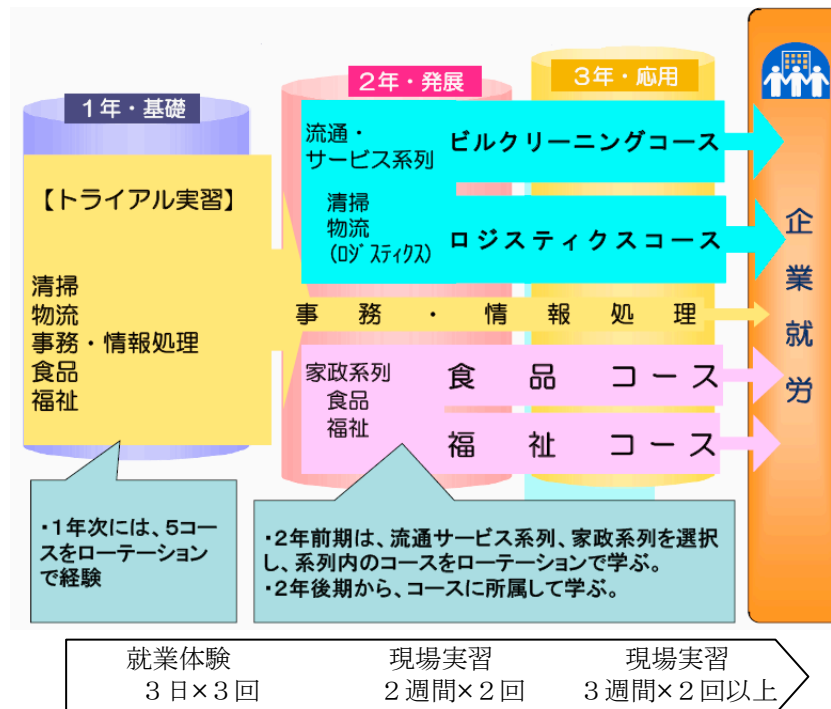 1年・基礎
2年・発展
3年・応用
【トライアル実習】
清掃
物流
事務・情報処理
食品
福祉
流通・
サービス系列
清掃
物流
(ロジスティクス)
ビルクリーニングコース
ロジスティクスコース
事務・情報処理
家政系列
食品
福祉
食品コース
福祉コース
企業就労
・1年次には、5コー
スをローテーション
で経験
・2年前期は、流通サービス系列、家政系列を選択
し、系列内のコースをローテーションで学ぶ。
・2年後期から、コースに所属して学ぶ。
就業体験
3日×3回
現場実習
2週間×2回
現場実習
3週間×2回以上